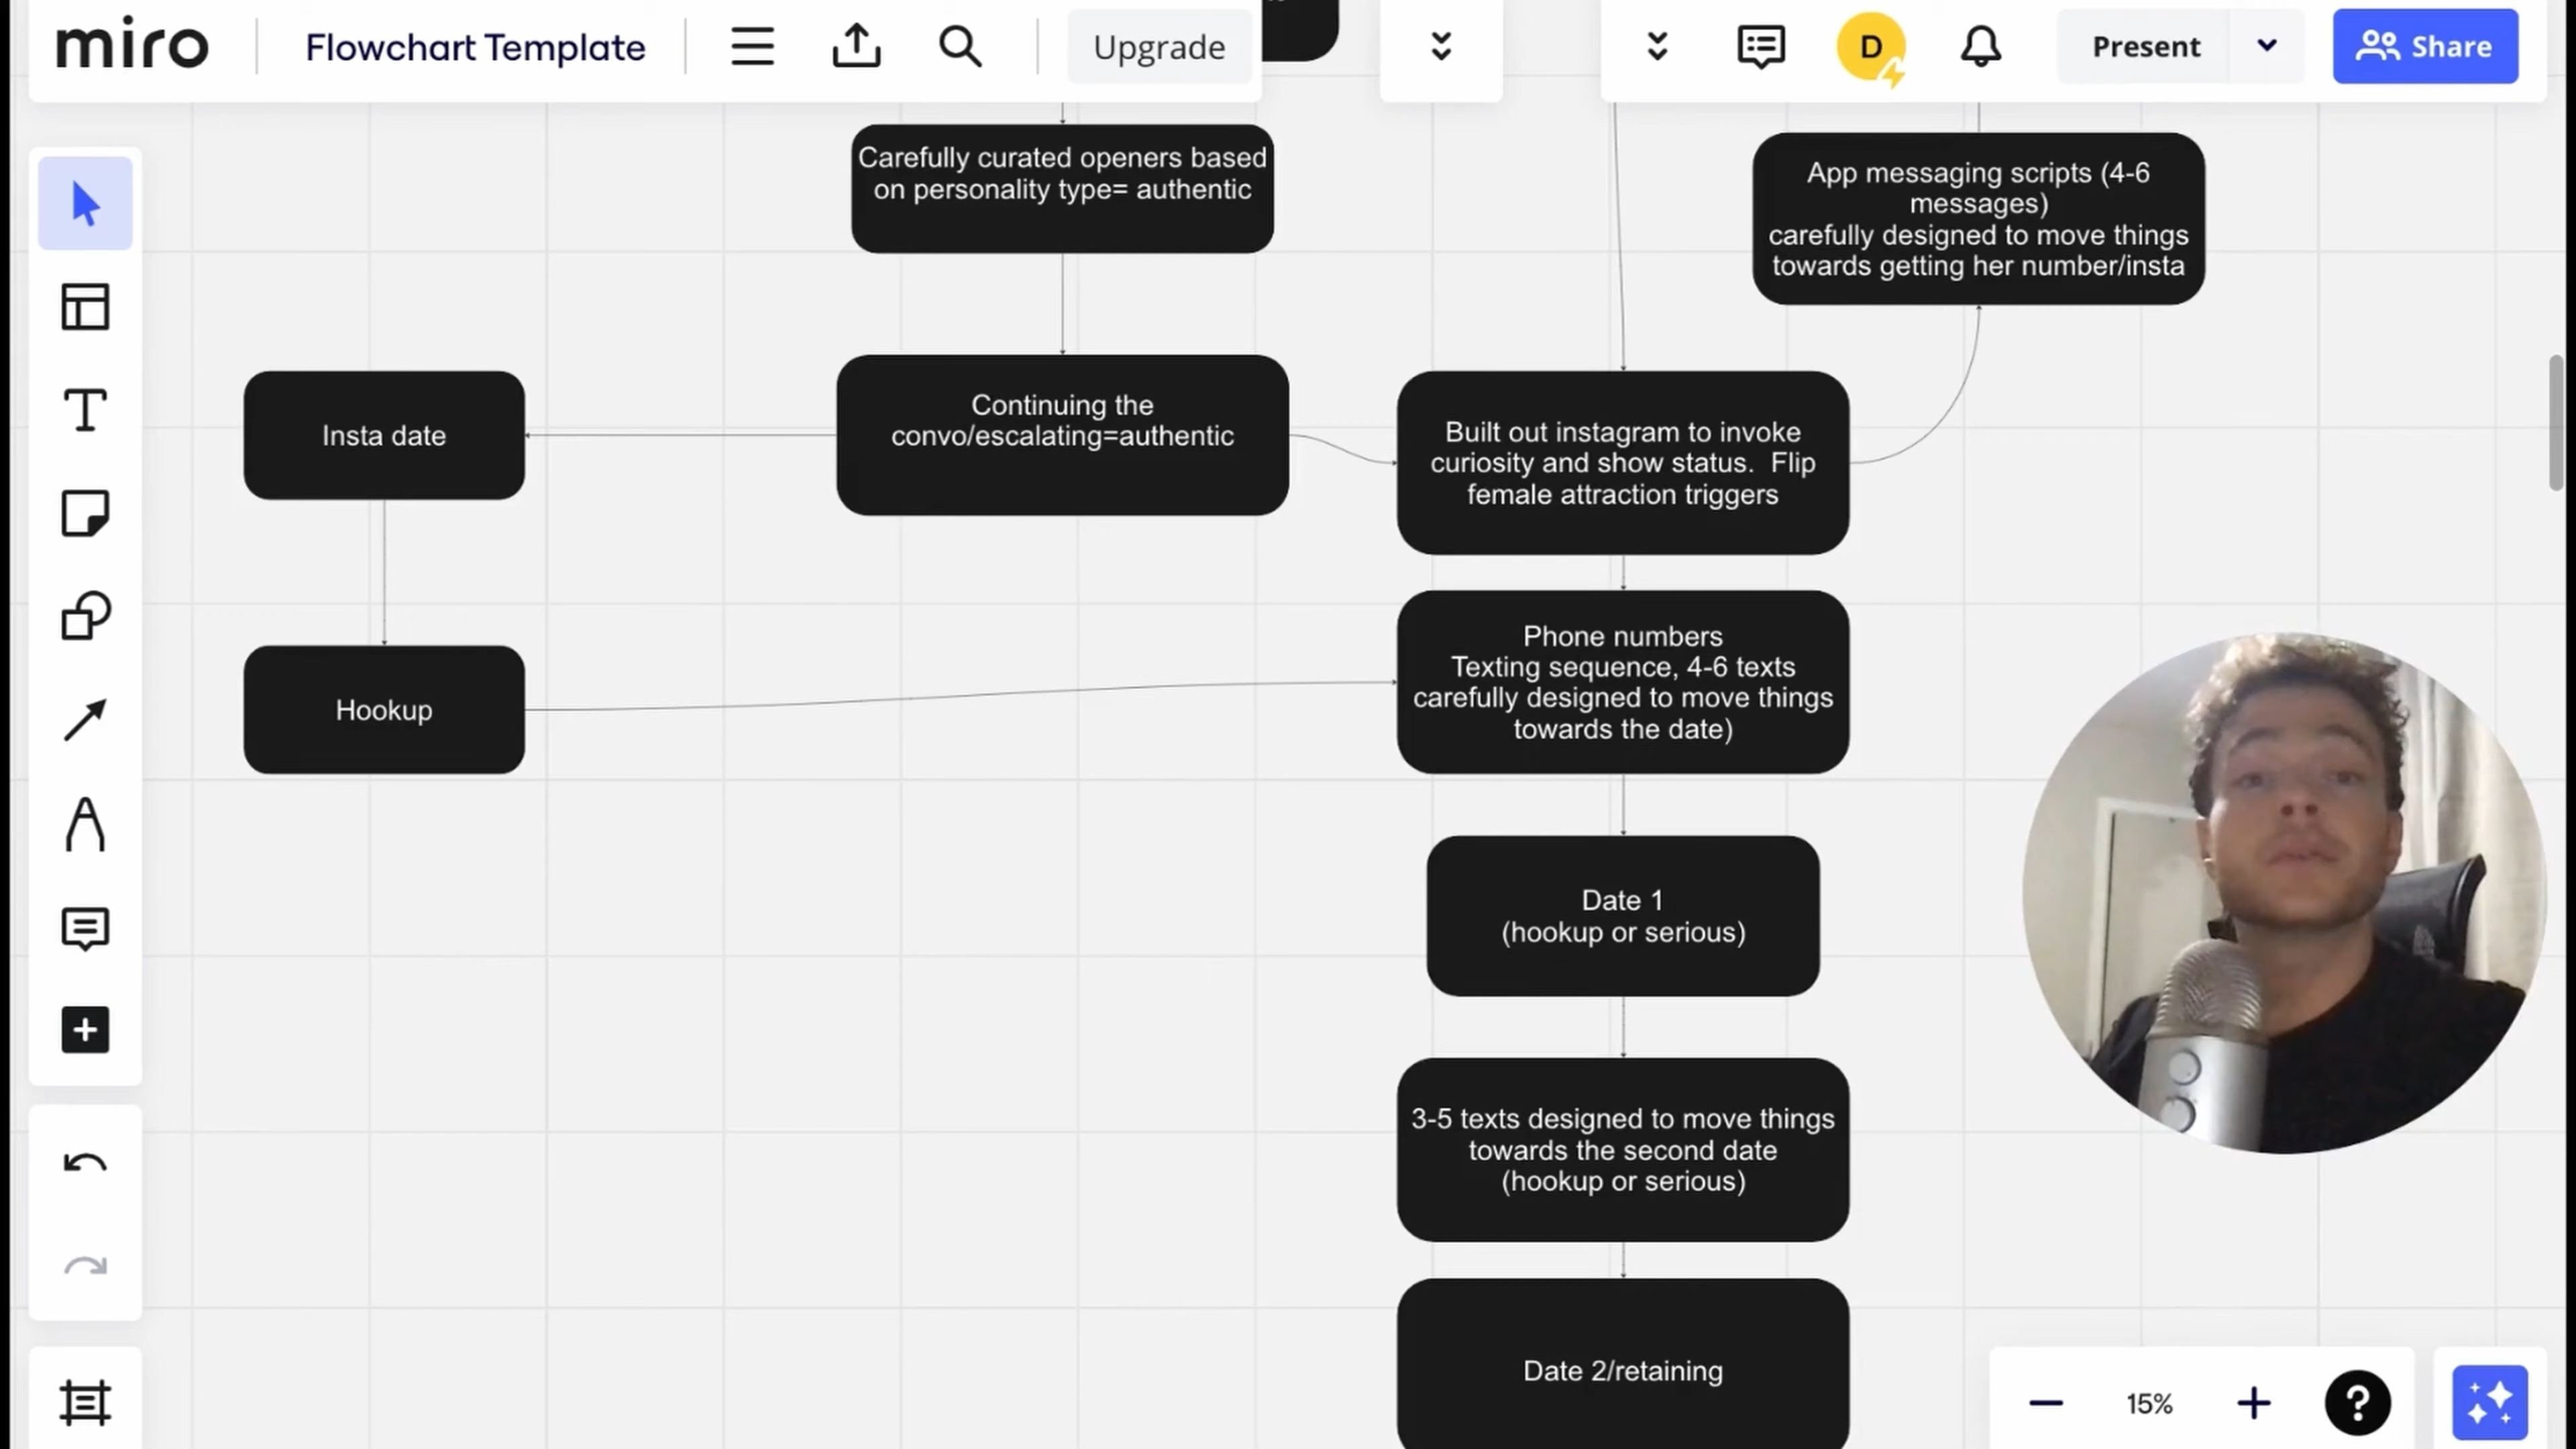 miro
Flowchart Template
Upgrade
D
Present
Share
Carefully curated openers based
on personality type= authentic
App messaging scripts (4-6
messages)
carefully designed to move things
towards getting her number/insta
Insta date
Continuing the
convo/escalating=authentic
Built out instagram to invoke
curiosity and show status.  Flip
female attraction triggers
Hookup
Phone numbers
Texting sequence, 4-6 texts
carefully designed to move things
towards the date)
Date 1
(hookup or serious)
3-5 texts designed to move things
towards the second date
(hookup or serious)
Date 2/retaining
15%
?